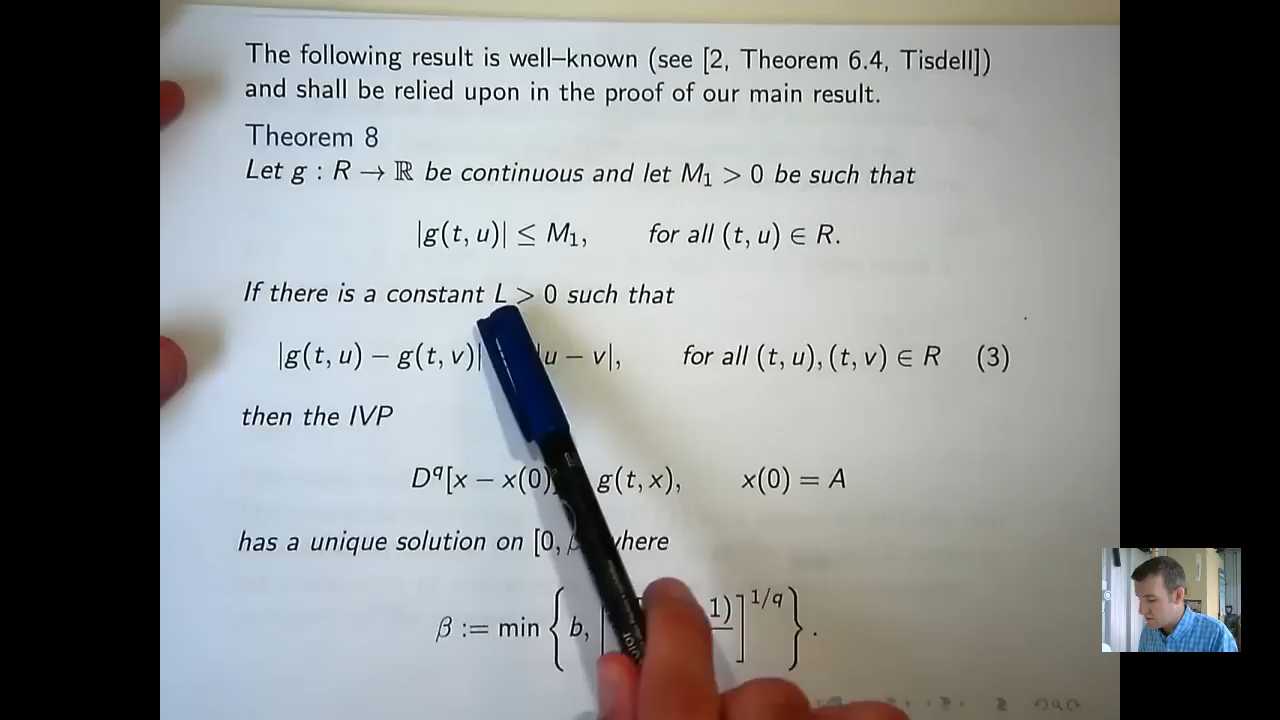 The following result is well–known (see [2, Theorem 6.4, Tisdell])
and shall be relied upon in the proof of our main result.
Theorem 8
Let g : R → ℝ be continuous and let M₁ > 0 be such that
|g(t, u)| ≤ M₁, for all (t, u) ∈ R.
If there is a constant L > 0 such that
|g(t, u) − g(t, v)| u − v|, for all (t, u), (t, v) ∈ R (3)
then the IVP
D^q[x − x(0) g(t, x), x(0) = A
has a unique solution on [0, where
β := min { b, [ 1) ]^{1/q} }.